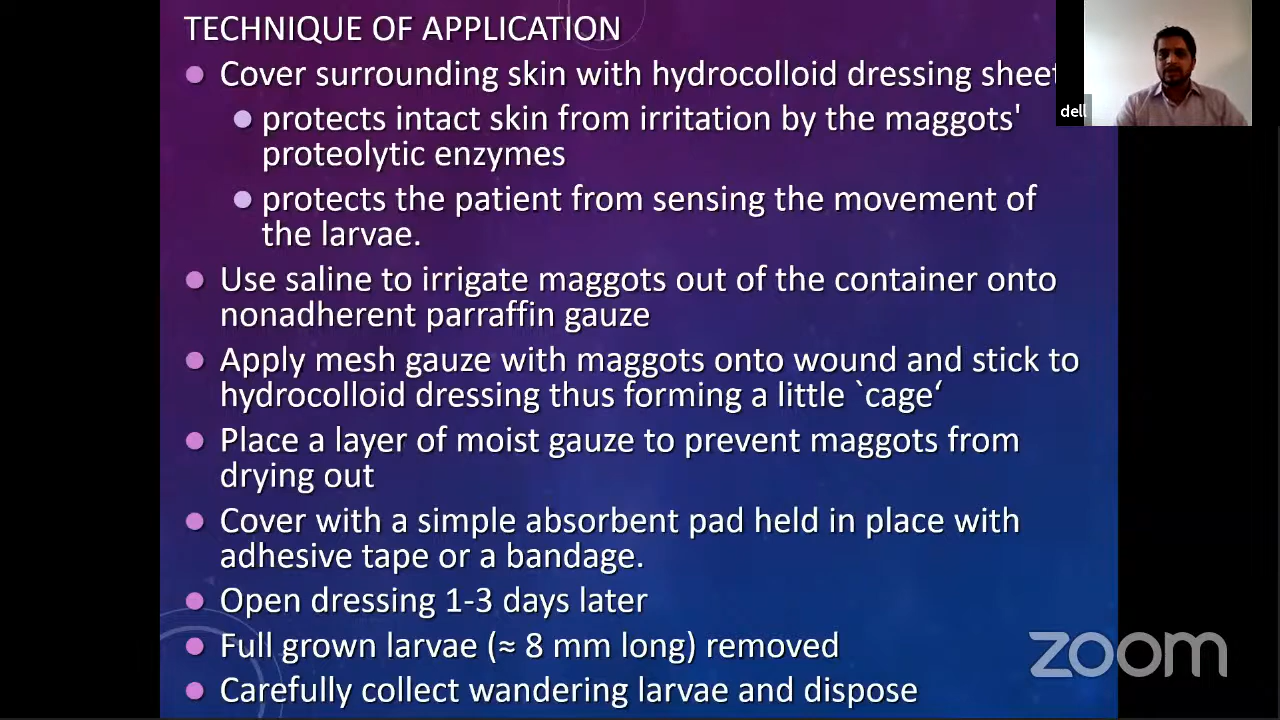 TECHNIQUE OF APPLICATION
Cover surrounding skin with hydrocolloid dressing sheet
protects intact skin from irritation by the maggots'
proteolytic enzymes
protects the patient from sensing the movement of
the larvae.
Use saline to irrigate maggots out of the container onto
nonadherent parraffin gauze
Apply mesh gauze with maggots onto wound and stick to
hydrocolloid dressing thus forming a little `cage‘
Place a layer of moist gauze to prevent maggots from
drying out
Cover with a simple absorbent pad held in place with
adhesive tape or a bandage.
Open dressing 1-3 days later
Full grown larvae (≈ 8 mm long) removed
Carefully collect wandering larvae and dispose
dell
zoom